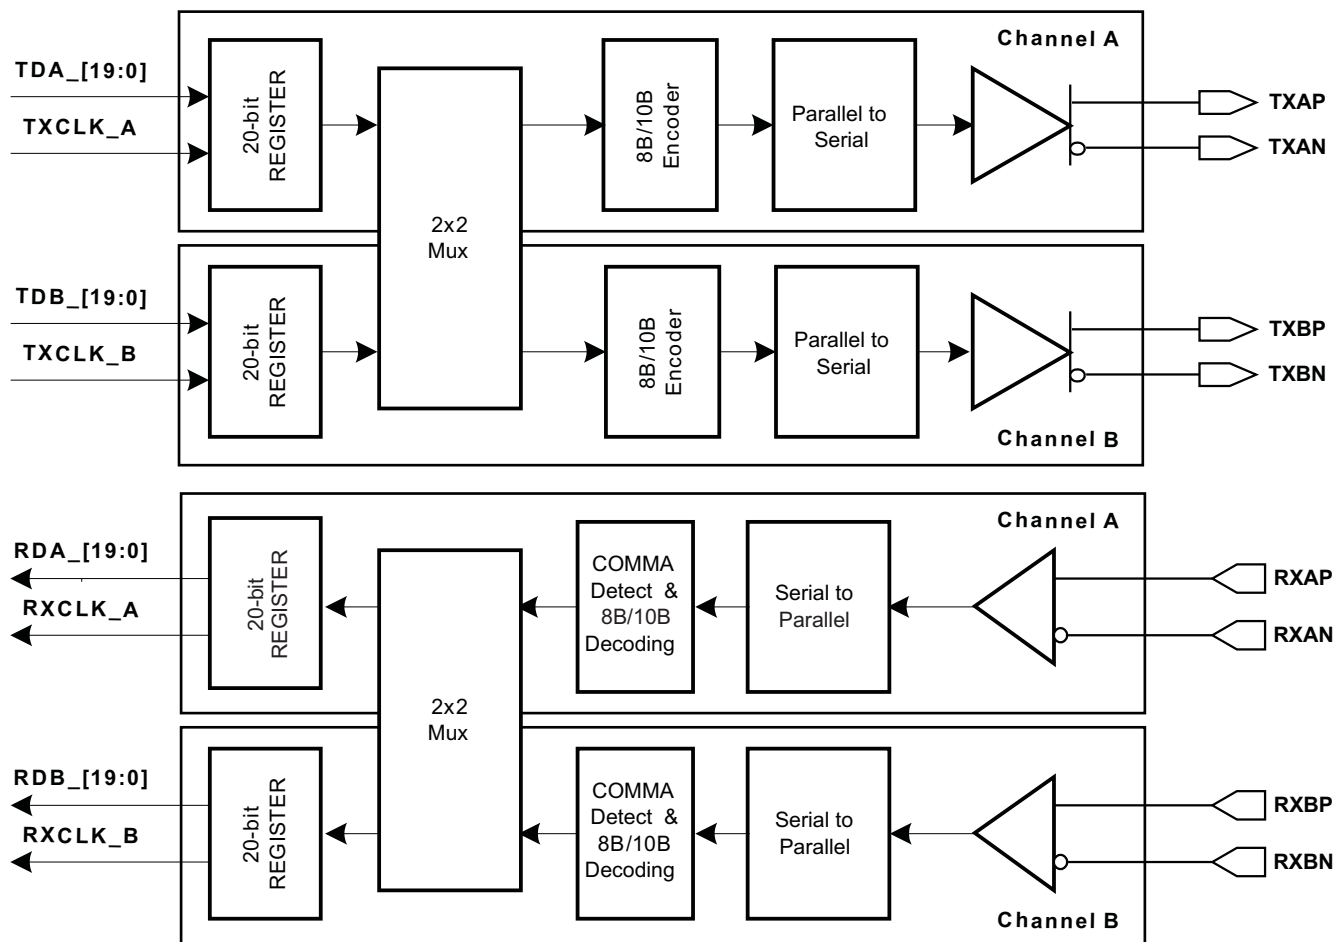 Channel A
TDA_[19:0]
TXCLK_A
20-bit
REGISTER
8B/10B
Encoder
Parallel to
Serial
TXAP
TXAN
2x2
Mux
TDB_[19:0]
TXCLK_B
20-bit
REGISTER
8B/10B
Encoder
Parallel to
Serial
TXBP
TXBN
Channel B
Channel A
RDA_[19:0]
RXCLK_A
20-bit
REGISTER
COMMA
Detect &
8B/10B
Decoding
Serial to
Parallel
RXAP
RXAN
2x2
Mux
RDB_[19:0]
RXCLK_B
20-bit
REGISTER
COMMA
Detect &
8B/10B
Decoding
Serial to
Parallel
RXBP
RXBN
Channel B